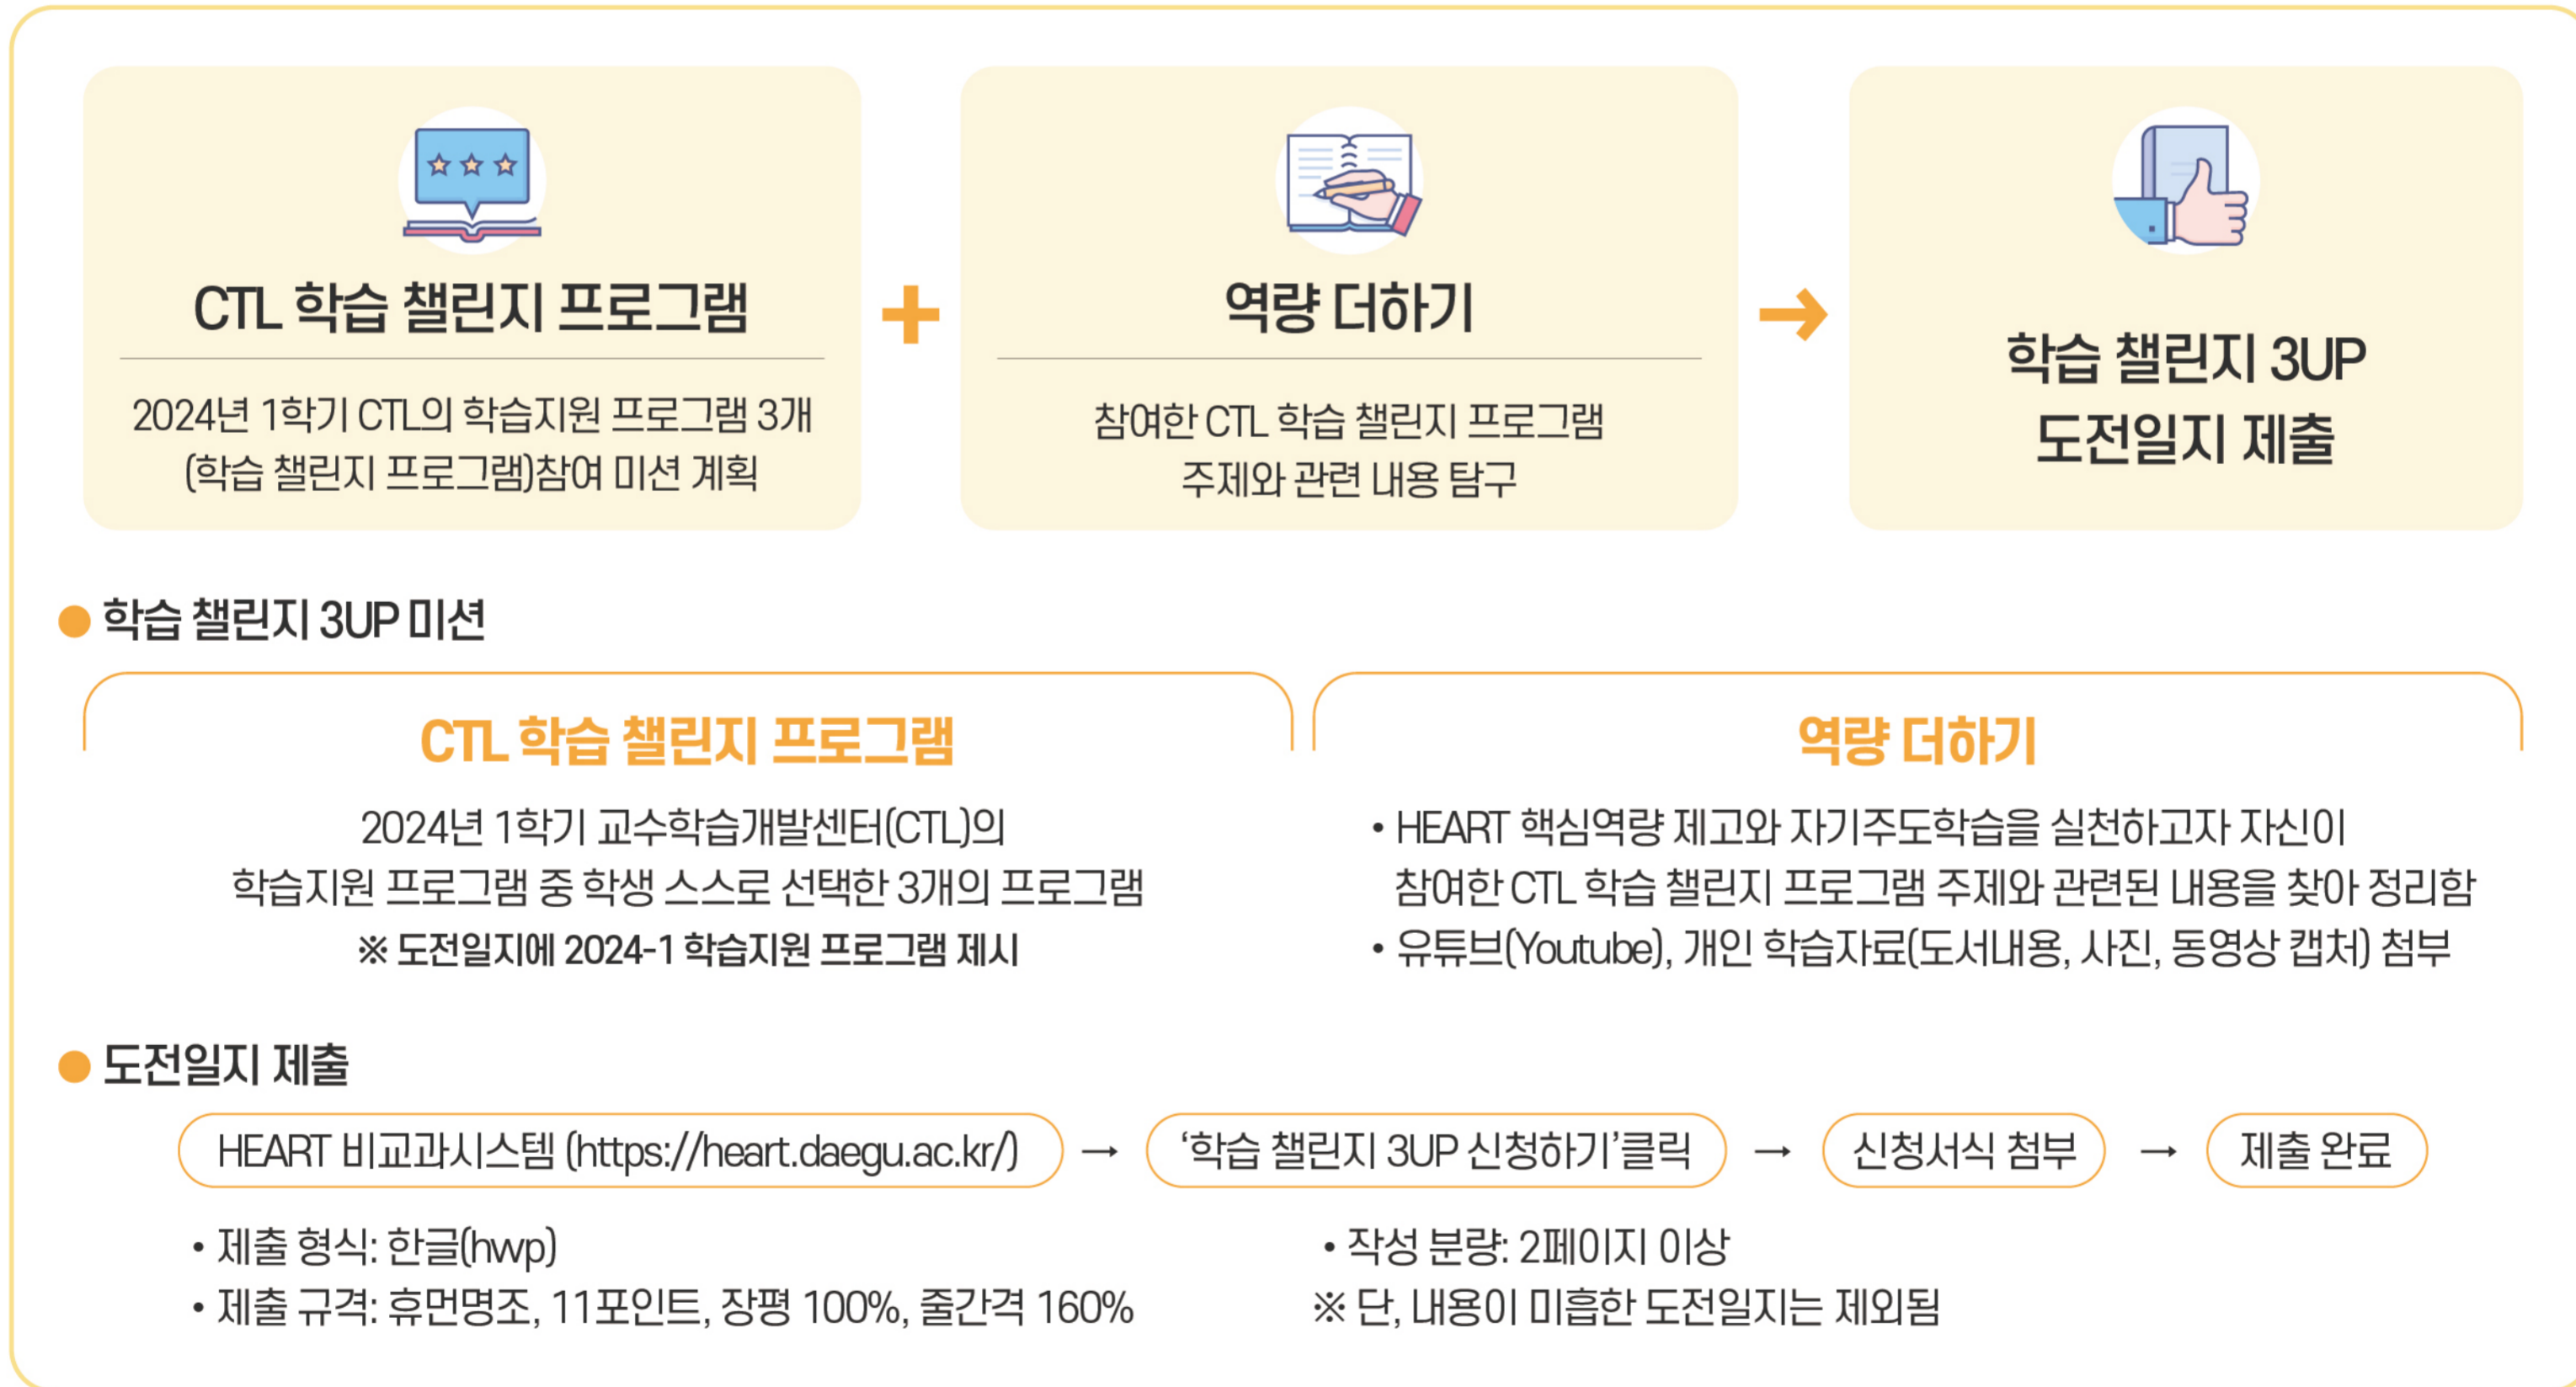 CTL 학습 챌린지 프로그램
2024년 1학기 CTL의 학습지원 프로그램 3개
(학습 챌린지 프로그램)참여 미션 계획
+
역량 더하기
참여한 CTL 학습 챌린지 프로그램
주제와 관련 내용 탐구
→
학습 챌린지 3UP
도전일지 제출
● 학습 챌린지 3UP 미션
CTL 학습 챌린지 프로그램
2024년 1학기 교수학습개발센터(CTL)의
학습지원 프로그램 중 학생 스스로 선택한 3개의 프로그램
※ 도전일지에 2024-1 학습지원 프로그램 제시
역량 더하기
• HEART 핵심역량 제고와 자기주도학습을 실천하고자 자신이
참여한 CTL 학습 챌린지 프로그램 주제와 관련된 내용을 찾아 정리함
• 유튜브(Youtube), 개인 학습자료(도서내용, 사진, 동영상 캡처) 첨부
● 도전일지 제출
HEART 비교과시스템 (https://heart.daegu.ac.kr/) → ‘학습 챌린지 3UP 신청하기’클릭 → 신청서식 첨부 → 제출 완료
• 제출 형식: 한글(hwp)
• 제출 규격: 휴먼명조, 11포인트, 장평 100%, 줄간격 160%
• 작성 분량: 2페이지 이상
※ 단, 내용이 미흡한 도전일지는 제외됨